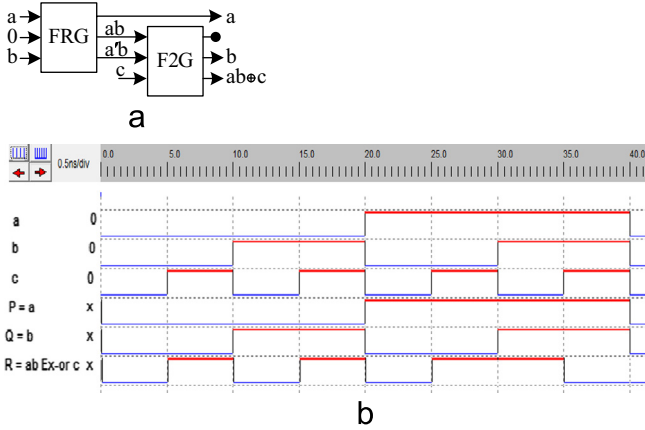 a
0
b
FRG
ab
a'b
c
F2G
a
b
ab⊕c
a
0.5ns/div
0.0
5.0
10.0
15.0
20.0
25.0
30.0
35.0
40.0
a 0
b 0
c 0
P = a x
Q = b x
R = ab Ex-or c x
b